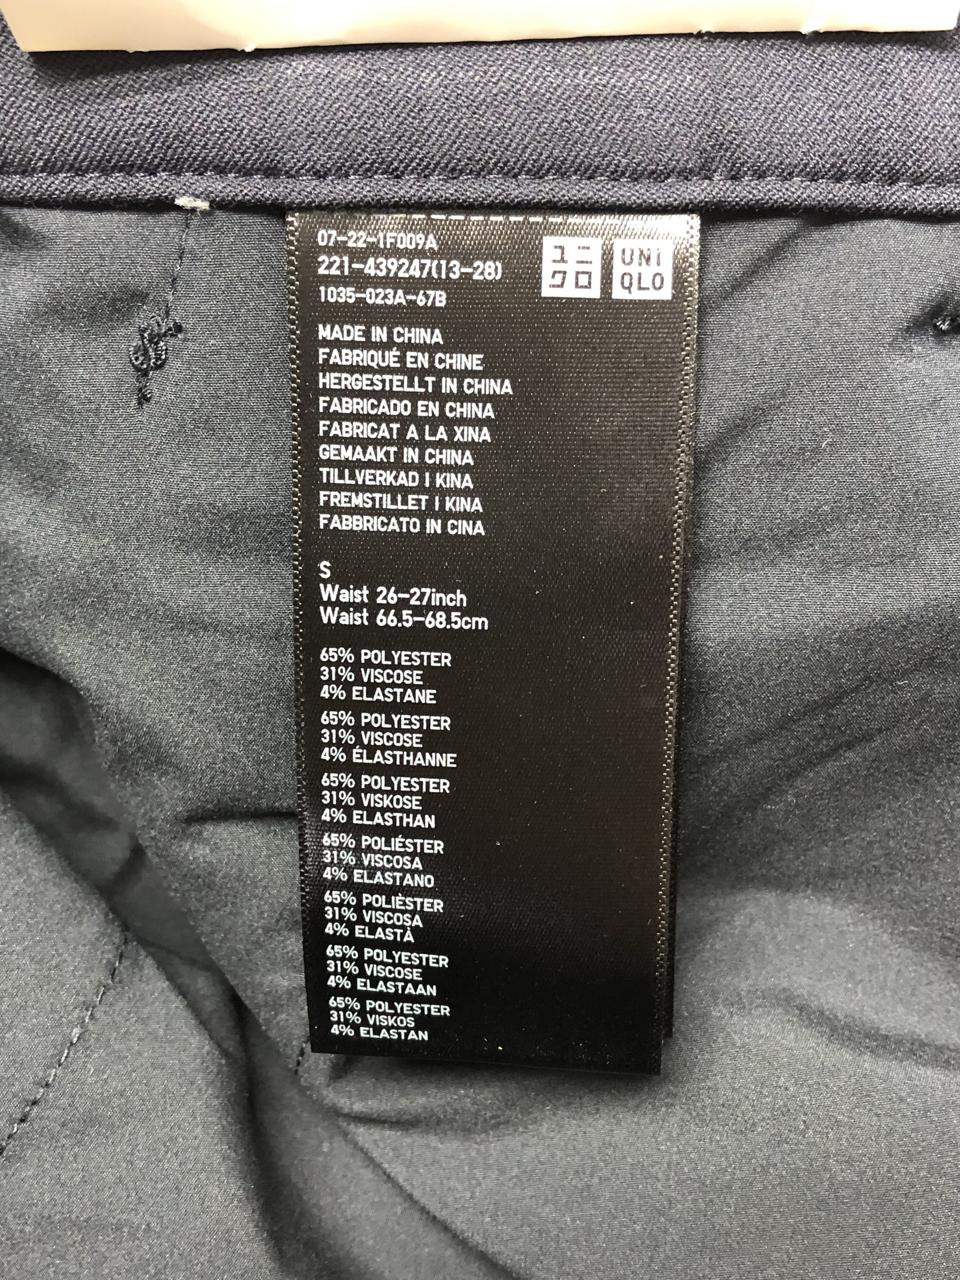 07-22-1F009A
221-439247(13-28)
1035-023A-67B
ユニ
クロ
UNI
QLO
MADE IN CHINA
FABRIQUÉ EN CHINE
HERGESTELLT IN CHINA
FABRICADO EN CHINA
FABRICAT A LA XINA
GEMAAKT IN CHINA
TILLVERKAD I KINA
FREMSTILLET I KINA
FABBRICATO IN CINA
S
Waist 26-27inch
Waist 66.5-68.5cm
65% POLYESTER
31% VISCOSE
4% ELASTANE
65% POLYESTER
31% VISCOSE
4% ÉLASTHANNE
65% POLYESTER
31% VISKOSE
4% ELASTHAN
65% POLIÉSTER
31% VISCOSA
4% ELASTANO
65% POLIÈSTER
31% VISCOSA
4% ELASTÀ
65% POLYESTER
31% VISCOSE
4% ELASTAAN
65% POLYESTER
31% VISKOS
4% ELASTAN